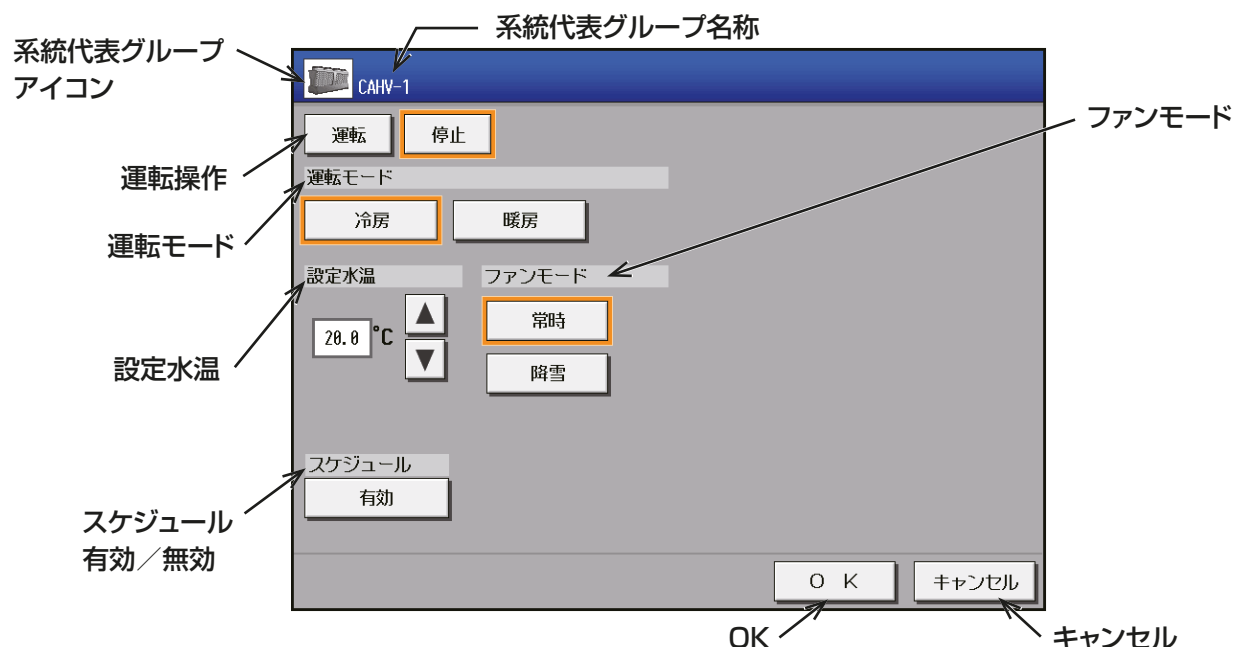 系統代表グループ名称
系統代表グループ
アイコン
CAHV-1
ファンモード
運転 停止
運転操作
運転モード
冷房 暖房
運転モード
設定水温 ファンモード
常時
20.0 °C ▲
▼
設定水温
降雪
スケジュール
有効
スケジュール
有効／無効
ＯＫ キャンセル
OK キャンセル